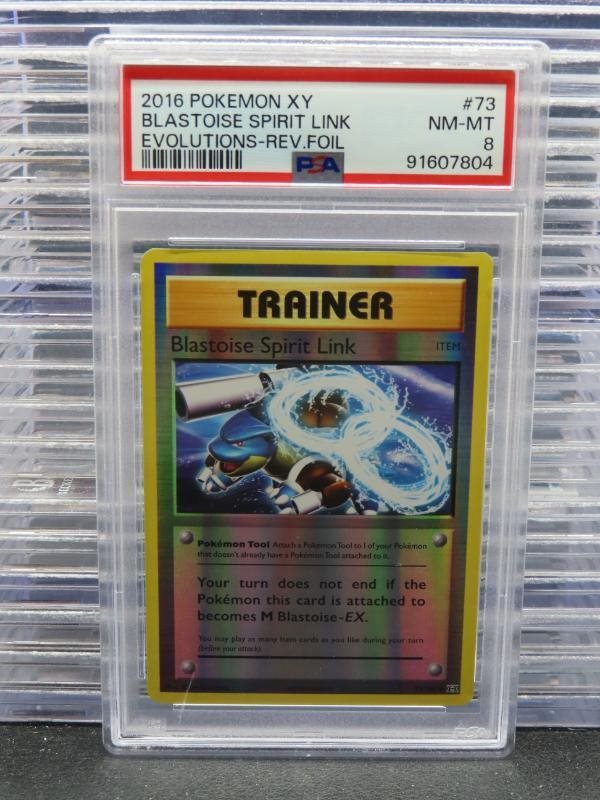 2016 POKEMON XY #73
BLASTOISE SPIRIT LINK NM-MT
EVOLUTIONS-REV.FOIL 8
PSA 91607804
TRAINER
Blastoise Spirit Link ITEM
Pokémon Tool Attach a Pokémon Tool to 1 of your Pokémon
that doesn't already have a Pokémon Tool attached to it.
Your turn does not end if the
Pokémon this card is attached to
becomes M Blastoise-EX.
You may play as many Item cards as you like during your turn
(before your attack).